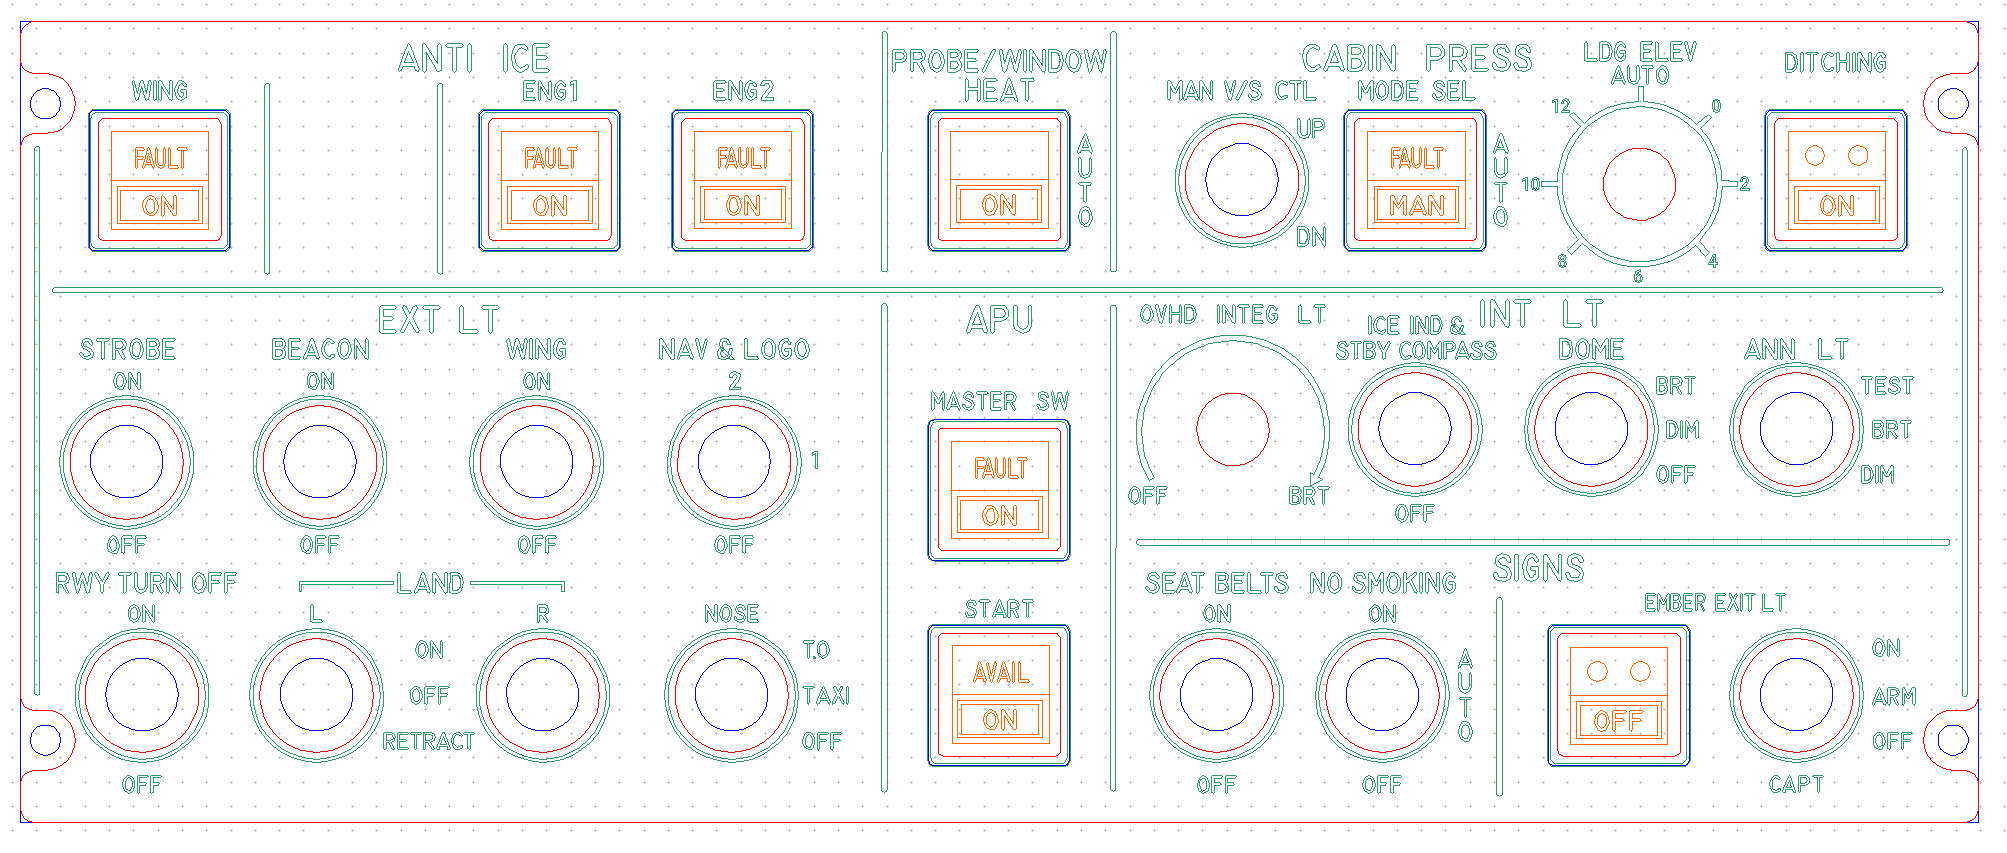 ANTI ICE
WING
FAULT
ON
ENG1
FAULT
ON
ENG2
FAULT
ON
PROBE/WINDOW
HEAT
ON
AUTO
CABIN PRESS
MAN V/S CTL
UP
DN
MODE SEL
FAULT
MAN
AUTO
LDG ELEV
AUTO
12
0
10
2
8
4
6
DITCHING
ON
EXT LT
STROBE
ON
OFF
BEACON
ON
OFF
WING
ON
OFF
NAV & LOGO
2
1
OFF
RWY TURN OFF
ON
OFF
LAND
L
R
ON
OFF
RETRACT
NOSE
T.O
TAXI
OFF
APU
MASTER SW
FAULT
ON
START
AVAIL
ON
INT LT
OVHD INTEG LT
OFF
BRT
ICE IND &
STBY COMPASS
OFF
DOME
BRT
DIM
OFF
ANN LT
TEST
BRT
DIM
SIGNS
SEAT BELTS
ON
OFF
NO SMOKING
ON
AUTO
OFF
EMBER EXIT LT
OFF
ON
ARM
OFF
CAPT